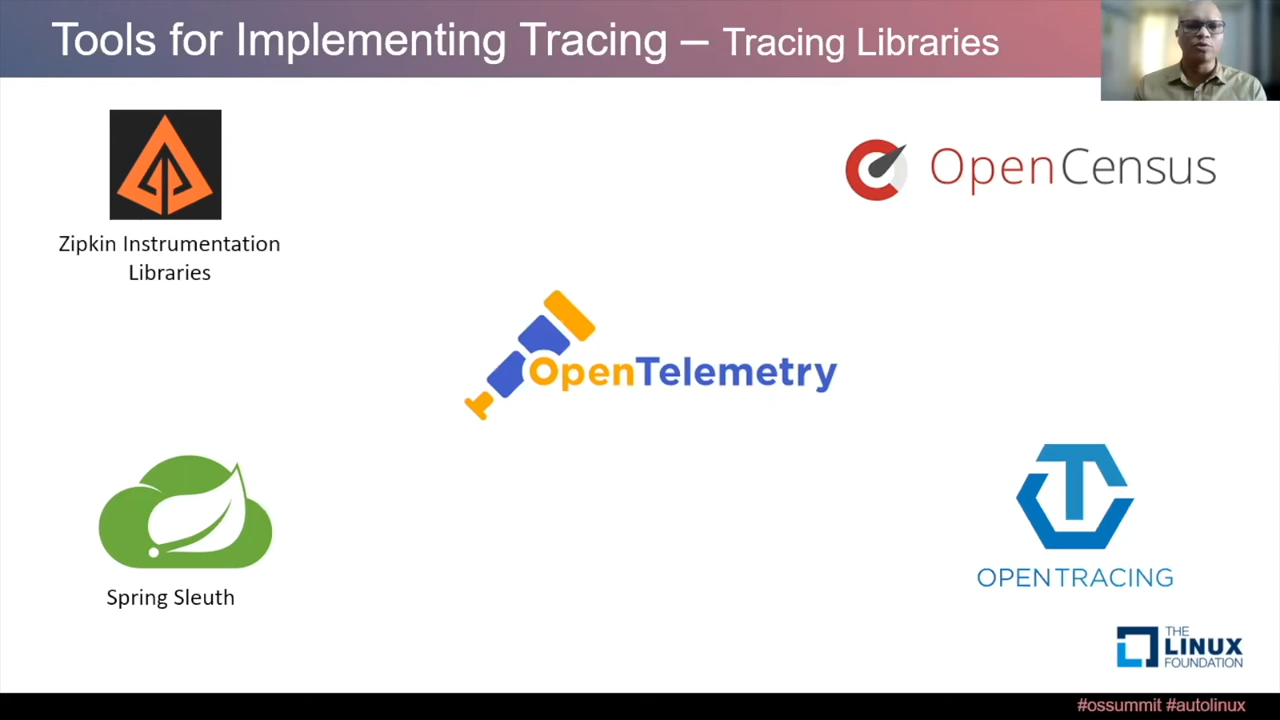 Tools for Implementing Tracing – Tracing Libraries
OpenCensus
Zipkin Instrumentation
Libraries
OpenTelemetry
Spring Sleuth
OPENTRACING
THE
LINUX
FOUNDATION
#ossummit #autolinux